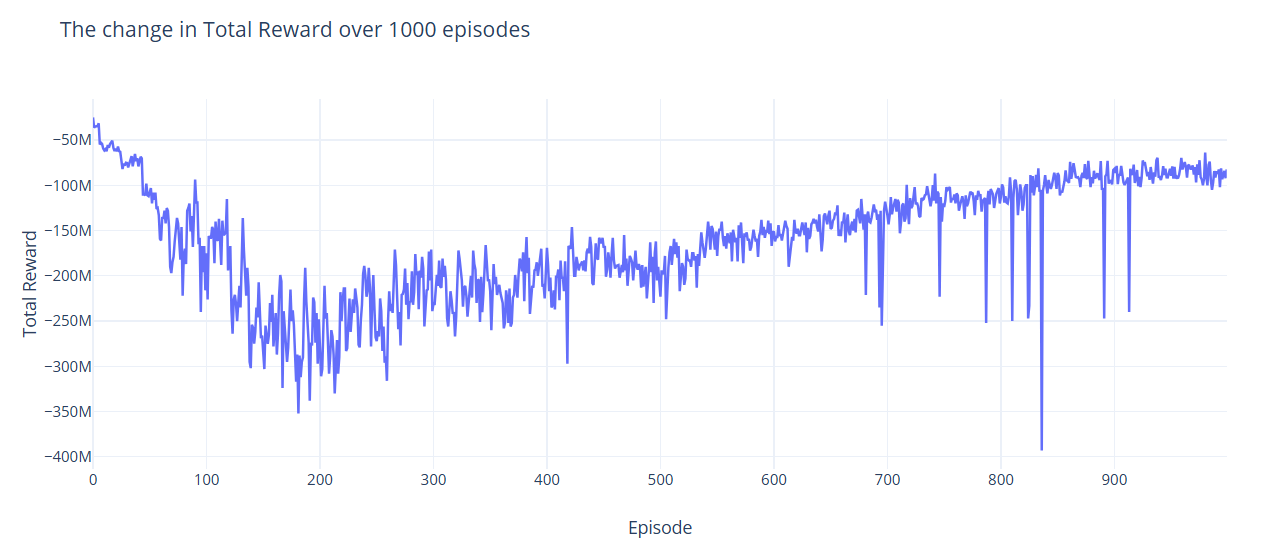 The change in Total Reward over 1000 episodes
Total Reward
−50M
−100M
−150M
−200M
−250M
−300M
−350M
−400M
0 100 200 300 400 500 600 700 800 900
Episode